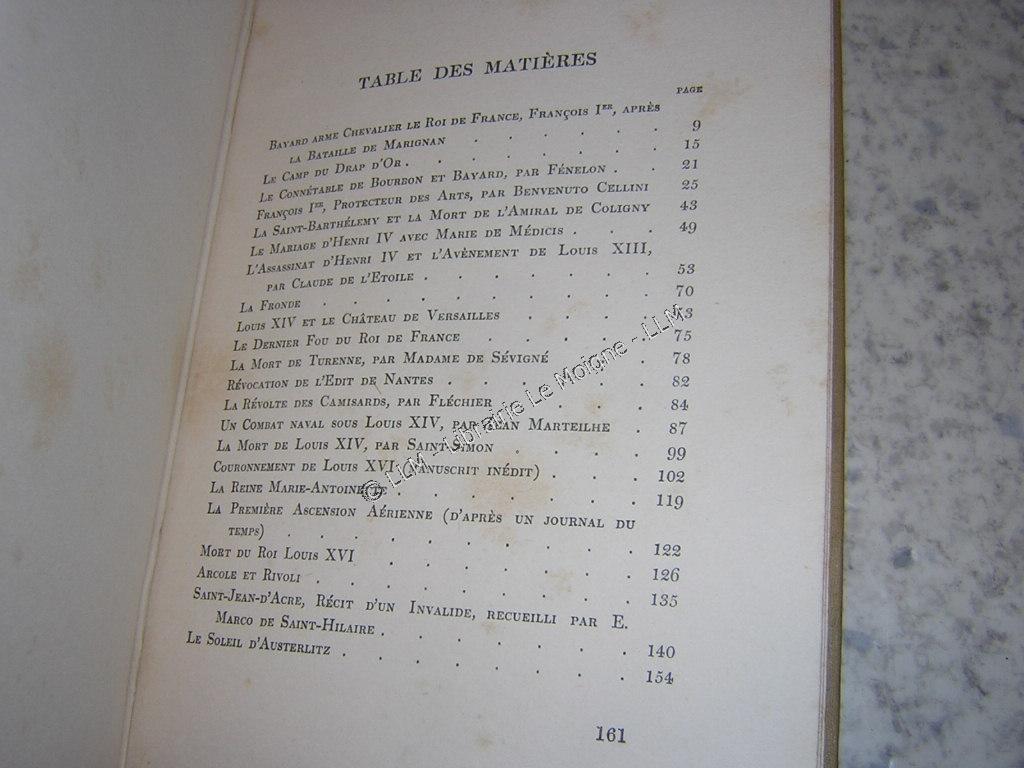 TABLE DES MATIÈRES
PAGE
BAYARD ARME CHEVALIER LE ROI DE FRANCE, FRANÇOIS IER, APRÈS
LA BATAILLE DE MARIGNAN . . . . . 9
LE CAMP DU DRAP D'OR . . . . . . . 15
LE CONNÉTABLE DE BOURBON ET BAYARD, PAR FÉNELON . . 21
FRANÇOIS IER, PROTECTEUR DES ARTS, PAR BENVENUTO CELLINI 25
LA SAINT-BARTHÉLEMY ET LA MORT DE L'AMIRAL DE COLIGNY 43
LE MARIAGE D'HENRI IV AVEC MARIE DE MÉDICIS . . . 49
L'ASSASSINAT D'HENRI IV ET L'AVÈNEMENT DE LOUIS XIII,
PAR CLAUDE DE L'ETOILE . . . . . . 53
LA FRONDE . . . . . . . . . 70
LOUIS XIV ET LE CHÂTEAU DE VERSAILLES . . . . 73
LE DERNIER FOU DU ROI DE FRANCE . . . . 75
LA MORT DE TURENNE, PAR MADAME DE SÉVIGNÉ . . . 78
RÉVOCATION DE L'EDIT DE NANTES . . . . . 82
LA RÉVOLTE DES CAMISARDS, PAR FLÉCHIER . . . . 84
UN COMBAT NAVAL SOUS LOUIS XIV, PAR JEAN MARTEILHE . 87
LA MORT DE LOUIS XIV, PAR SAINT-SIMON . . . . 99
COURONNEMENT DE LOUIS XVI (MANUSCRIT INÉDIT) . . . 102
LA REINE MARIE-ANTOINETTE . . . . . . 119
LA PREMIÈRE ASCENSION AÉRIENNE (D'APRÈS UN JOURNAL DU
TEMPS) . . . . . . . . 122
MORT DU ROI LOUIS XVI . . . . . . 126
ARCOLE ET RIVOLI . . . . . . . 135
SAINT-JEAN-D'ACRE, RÉCIT D'UN INVALIDE, RECUEILLI PAR E.
MARCO DE SAINT-HILAIRE . . . . . . 140
LE SOLEIL D'AUSTERLITZ . . . . . . 154
161
© LLM - Librairie Le Moigne - LLM